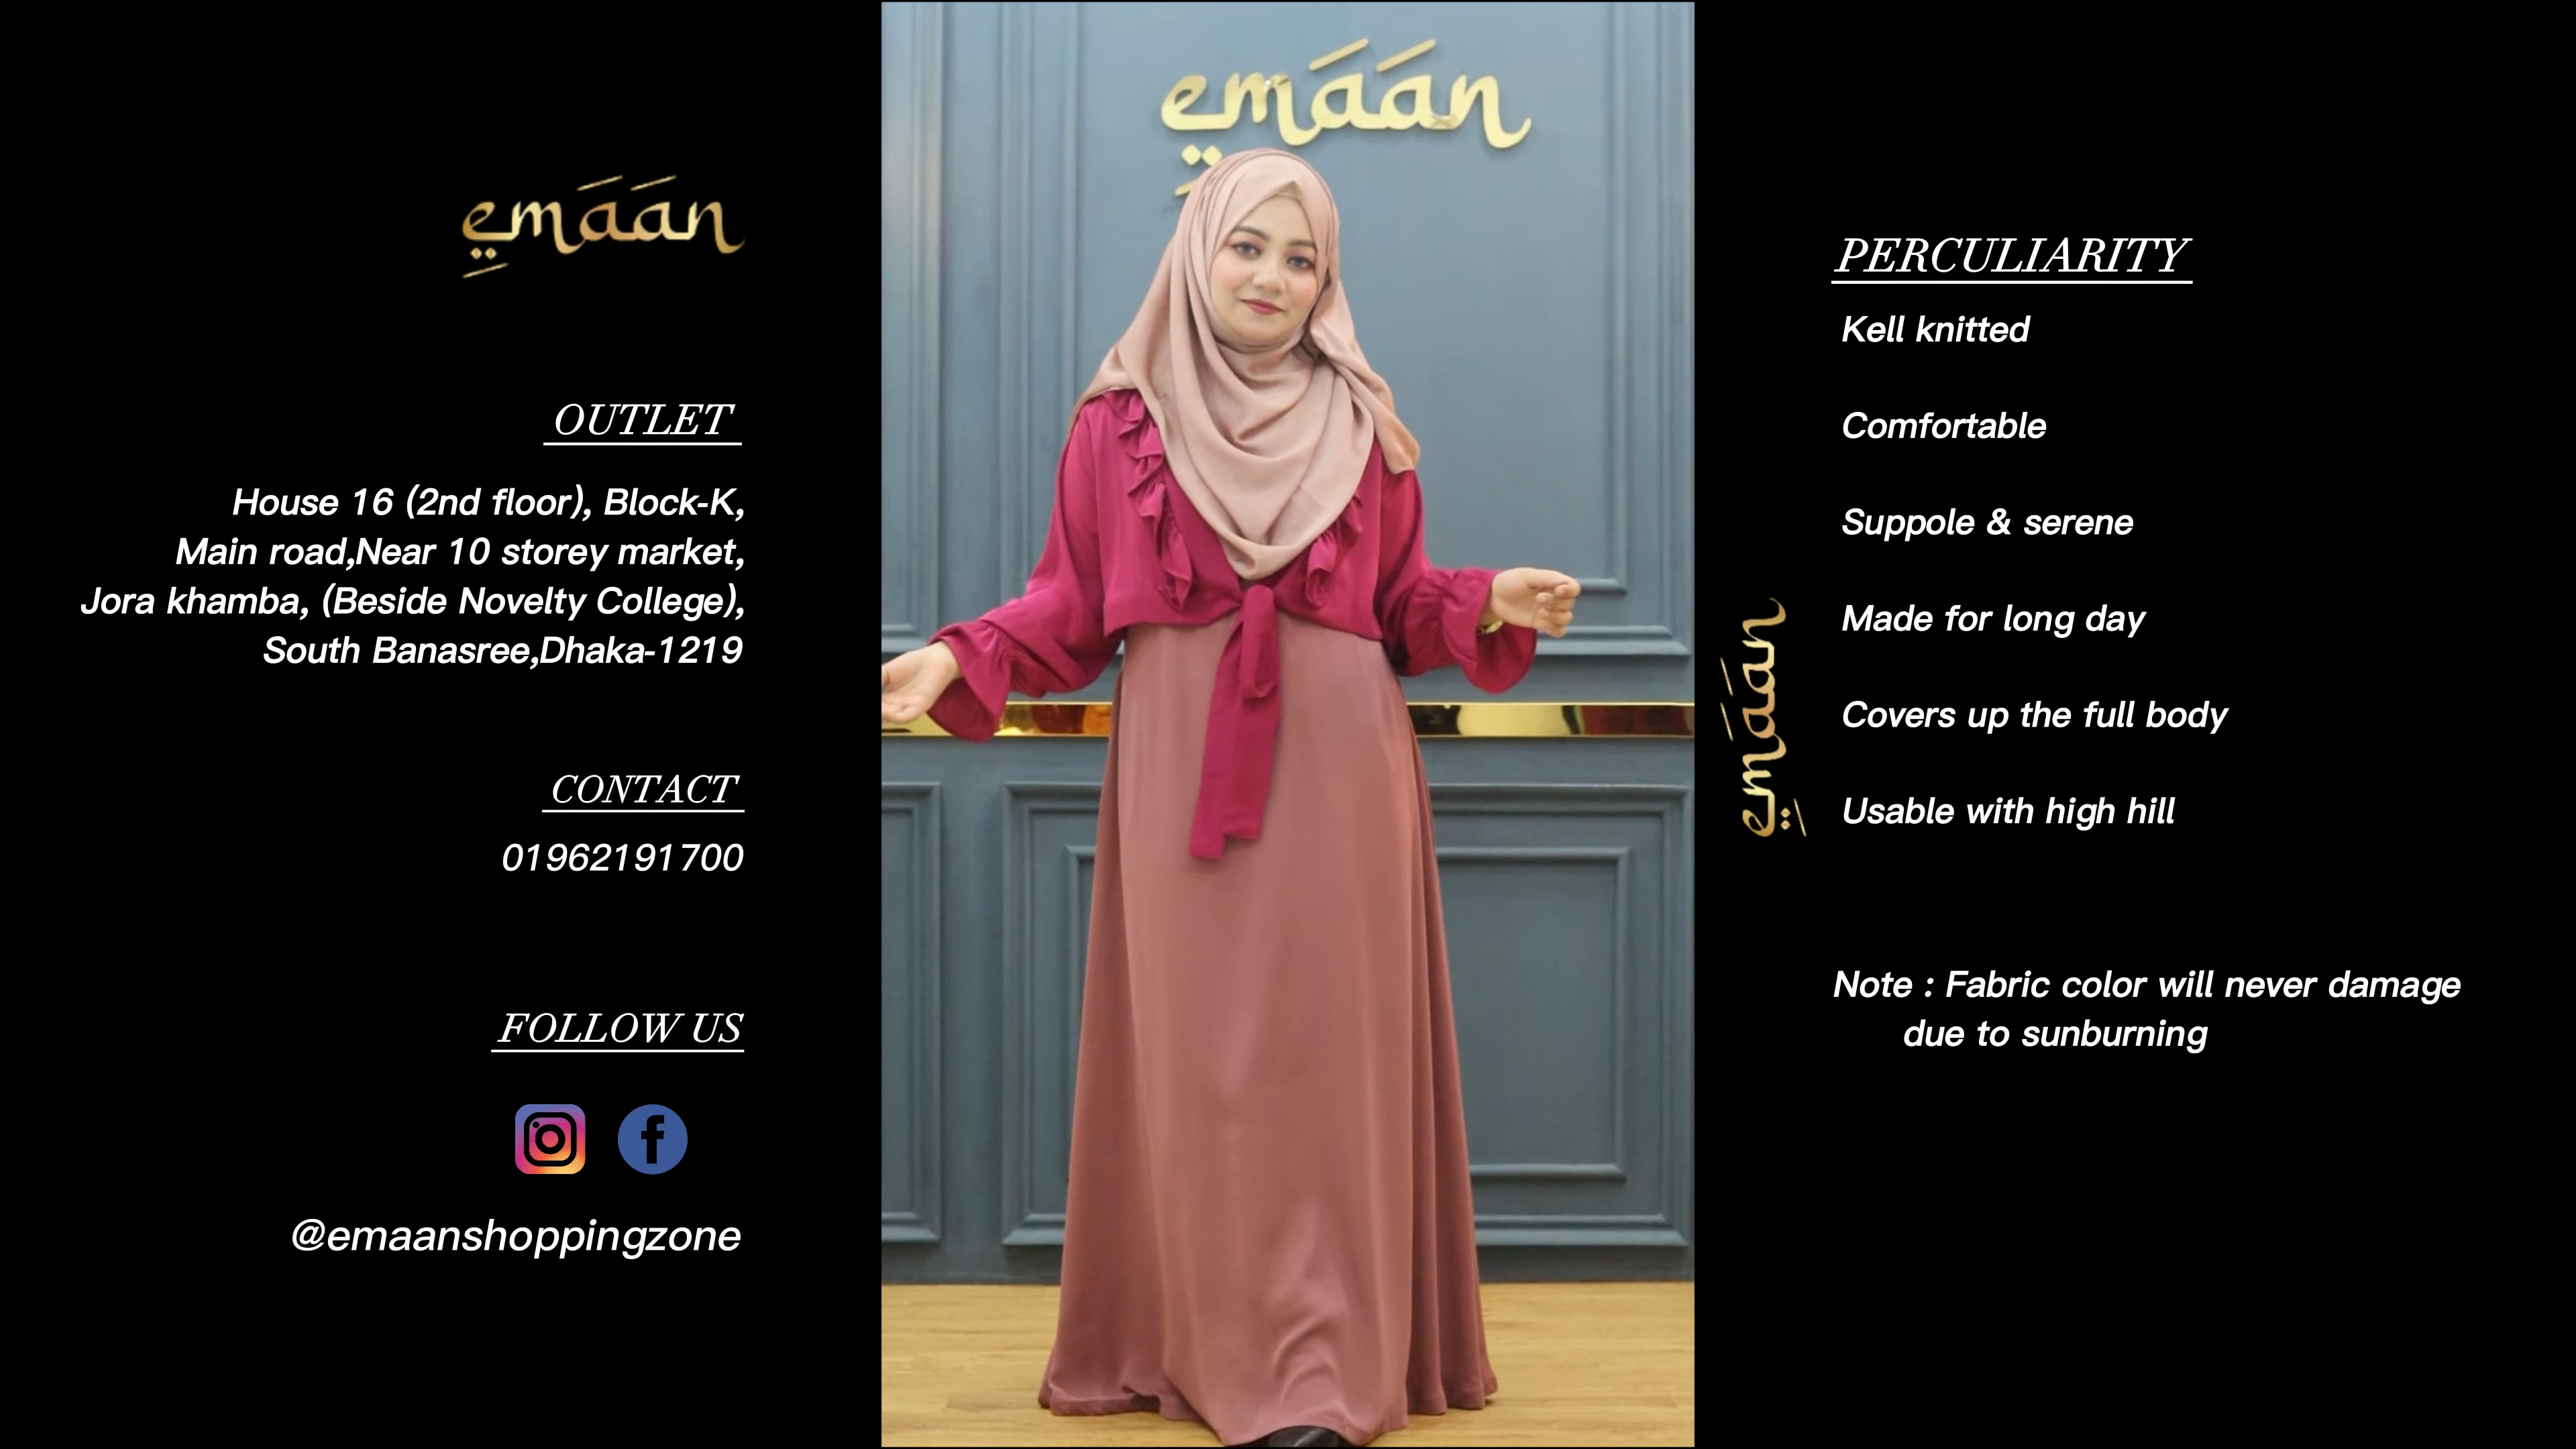 emaan
OUTLET
House 16 (2nd floor), Block-K,
Main road,Near 10 storey market,
Jora khamba, (Beside Novelty College),
South Banasree,Dhaka-1219
CONTACT
01962191700
FOLLOW US
@emaanshoppingzone
emaan
emaan
PERCULIARITY
Kell knitted
Comfortable
Suppole & serene
Made for long day
Covers up the full body
Usable with high hill
Note : Fabric color will never damage
due to sunburning